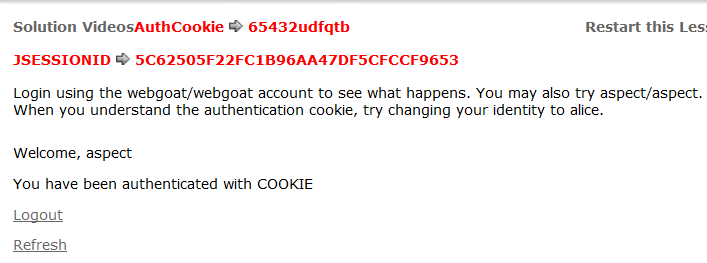 Solution VideosAuthCookie ➡ 65432udfqtb Restart this Les
JSESSIONID ➡ 5C62505F22FC1B96AA47DF5CFCCF9653
Login using the webgoat/webgoat account to see what happens. You may also try aspect/aspect.
When you understand the authentication cookie, try changing your identity to alice.
Welcome, aspect
You have been authenticated with COOKIE
Logout
Refresh